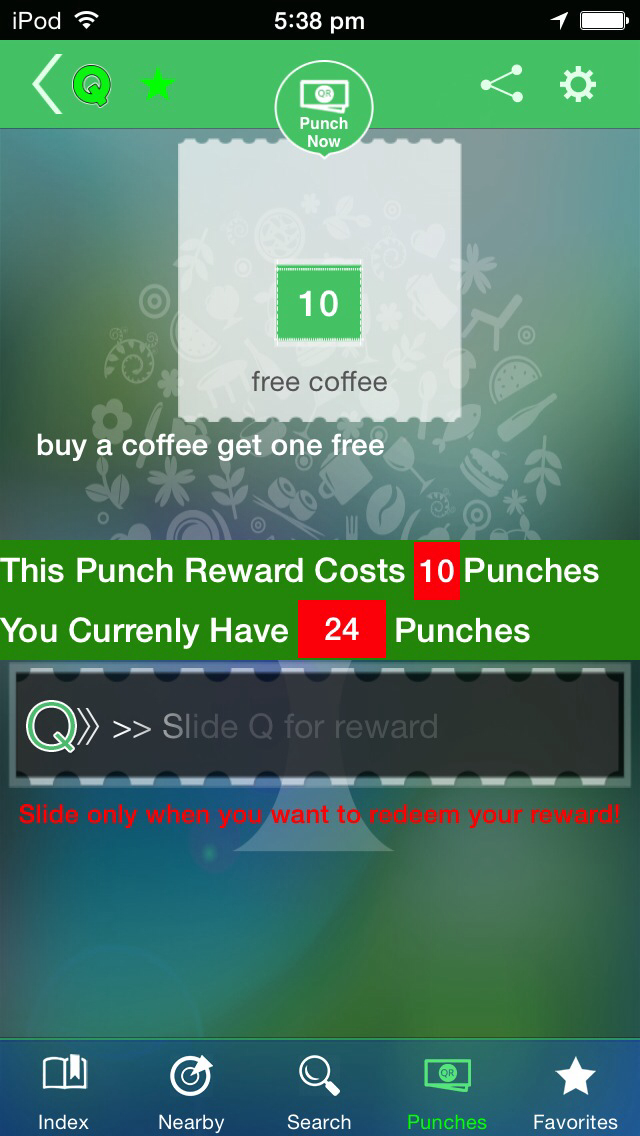 iPod 5:38 pm
Q
QR
Punch
Now
10
free coffee
buy a coffee get one free
This Punch Reward Costs 10 Punches
You Currenly Have 24 Punches
Q >> Slide Q for reward
Slide only when you want to redeem your reward!
QR
Index Nearby Search Punches Favorites